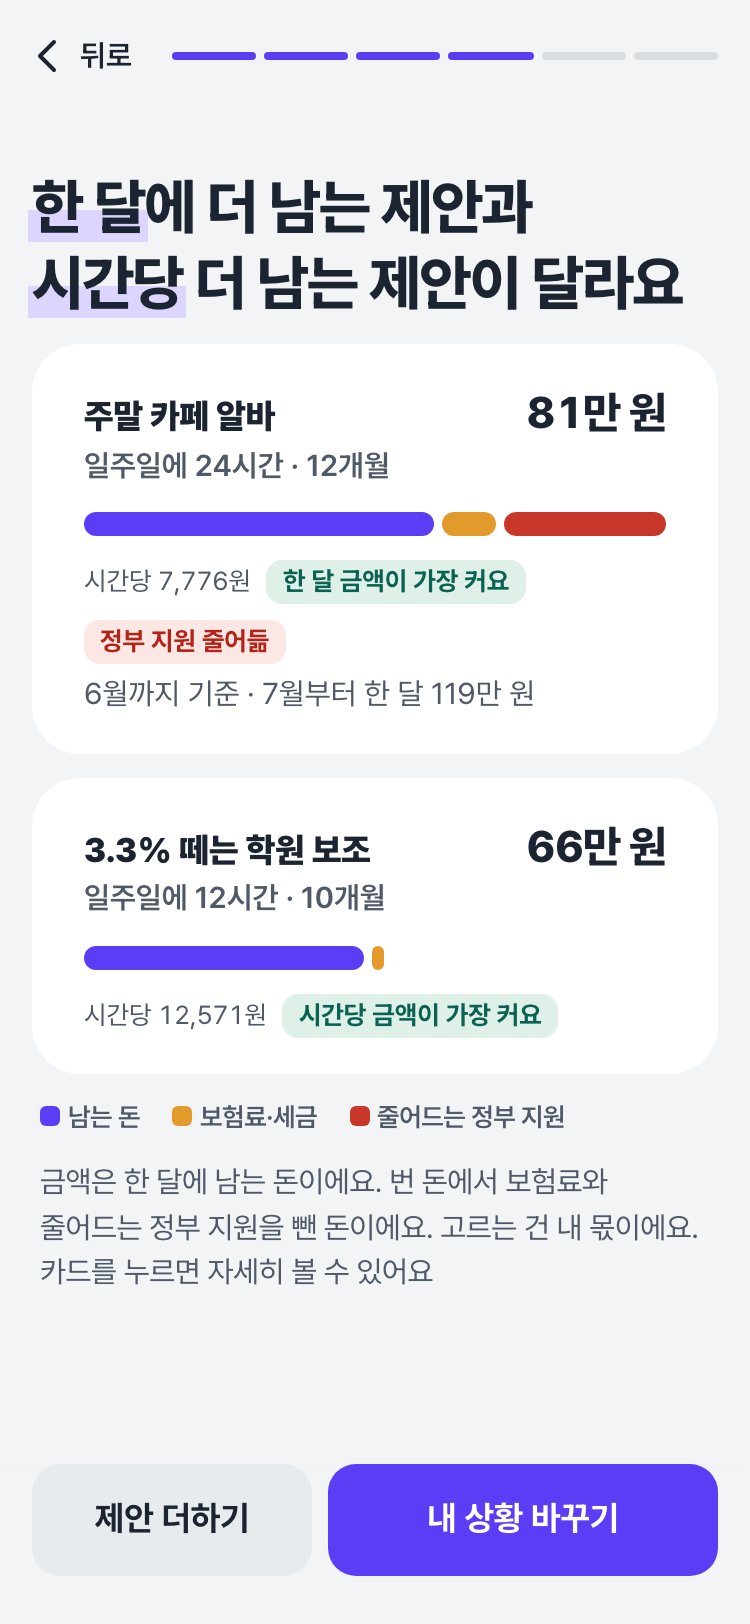 뒤로
한 달에 더 남는 제안과
시간당 더 남는 제안이 달라요
주말 카페 알바
81만 원
일주일에 24시간 · 12개월
시간당 7,776원
한 달 금액이 가장 커요
정부 지원 줄어듦
6월까지 기준 · 7월부터 한 달 119만 원
3.3% 떼는 학원 보조
66만 원
일주일에 12시간 · 10개월
시간당 12,571원
시간당 금액이 가장 커요
남는 돈
보험료·세금
줄어드는 정부 지원
금액은 한 달에 남는 돈이에요. 번 돈에서 보험료와
줄어드는 정부 지원을 뺀 돈이에요. 고르는 건 내 몫이에요.
카드를 누르면 자세히 볼 수 있어요
제안 더하기
내 상황 바꾸기